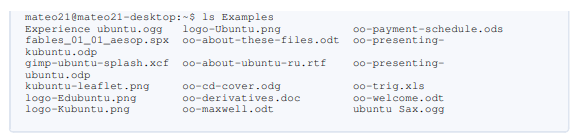 mateo21@mateo21-desktop:~$ ls Examples
Experience ubuntu.ogg  logo-Ubuntu.png  oo-payment-schedule.ods
fables_01_01_aesop.spx  oo-about-these-files.odt  oo-presenting-
kubuntu.odp
gimp-ubuntu-splash.xcf  oo-about-ubuntu-ru.rtf  oo-presenting-
ubuntu.odp
kubuntu-leaflet.png  oo-cd-cover.odg  oo-trig.xls
logo-Edubuntu.png  oo-derivatives.doc  oo-welcome.odt
logo-Kubuntu.png  oo-maxwell.odt  ubuntu Sax.ogg